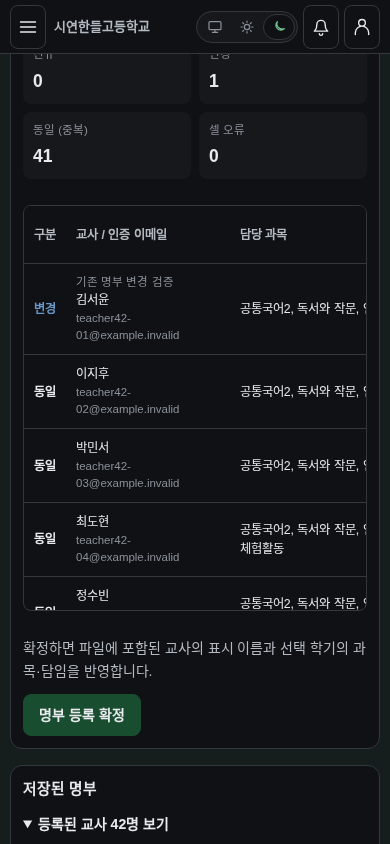 시연한들고등학교
0
1
동일 (중복)
셀 오류
41
0
구분
교사 / 인증 이메일
담당 과목
기존 명부 변경 검증
변경
김서윤
공통국어2, 독서와 작문,
teacher42-
01@example.invalid
이지후
동일
teacher42-
공통국어2, 독서와 작문,
02@example.invalid
박민서
동일
teacher42-
공통국어2, 독서와 작문,
03@example.invalid
최도현
동일
teacher42-
공통국어2, 독서와 작문,
04@example.invalid
체험활동
정수빈
공통국어2, 독서와 작문,
확정하면 파일에 포함된 교사의 표시 이름과 선택 학기의 과
목·담임을 반영합니다.
명부 등록 확정
저장된 명부
▼ 등록된 교사 42명 보기